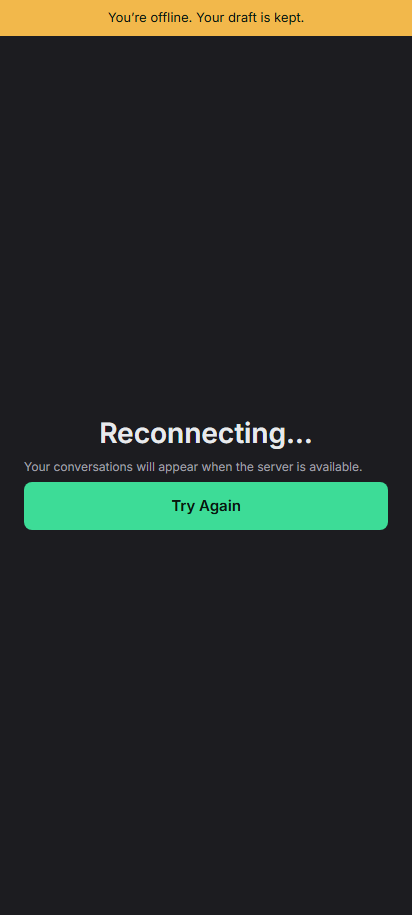 You’re offline. Your draft is kept.
Reconnecting…
Your conversations will appear when the server is available.
Try Again